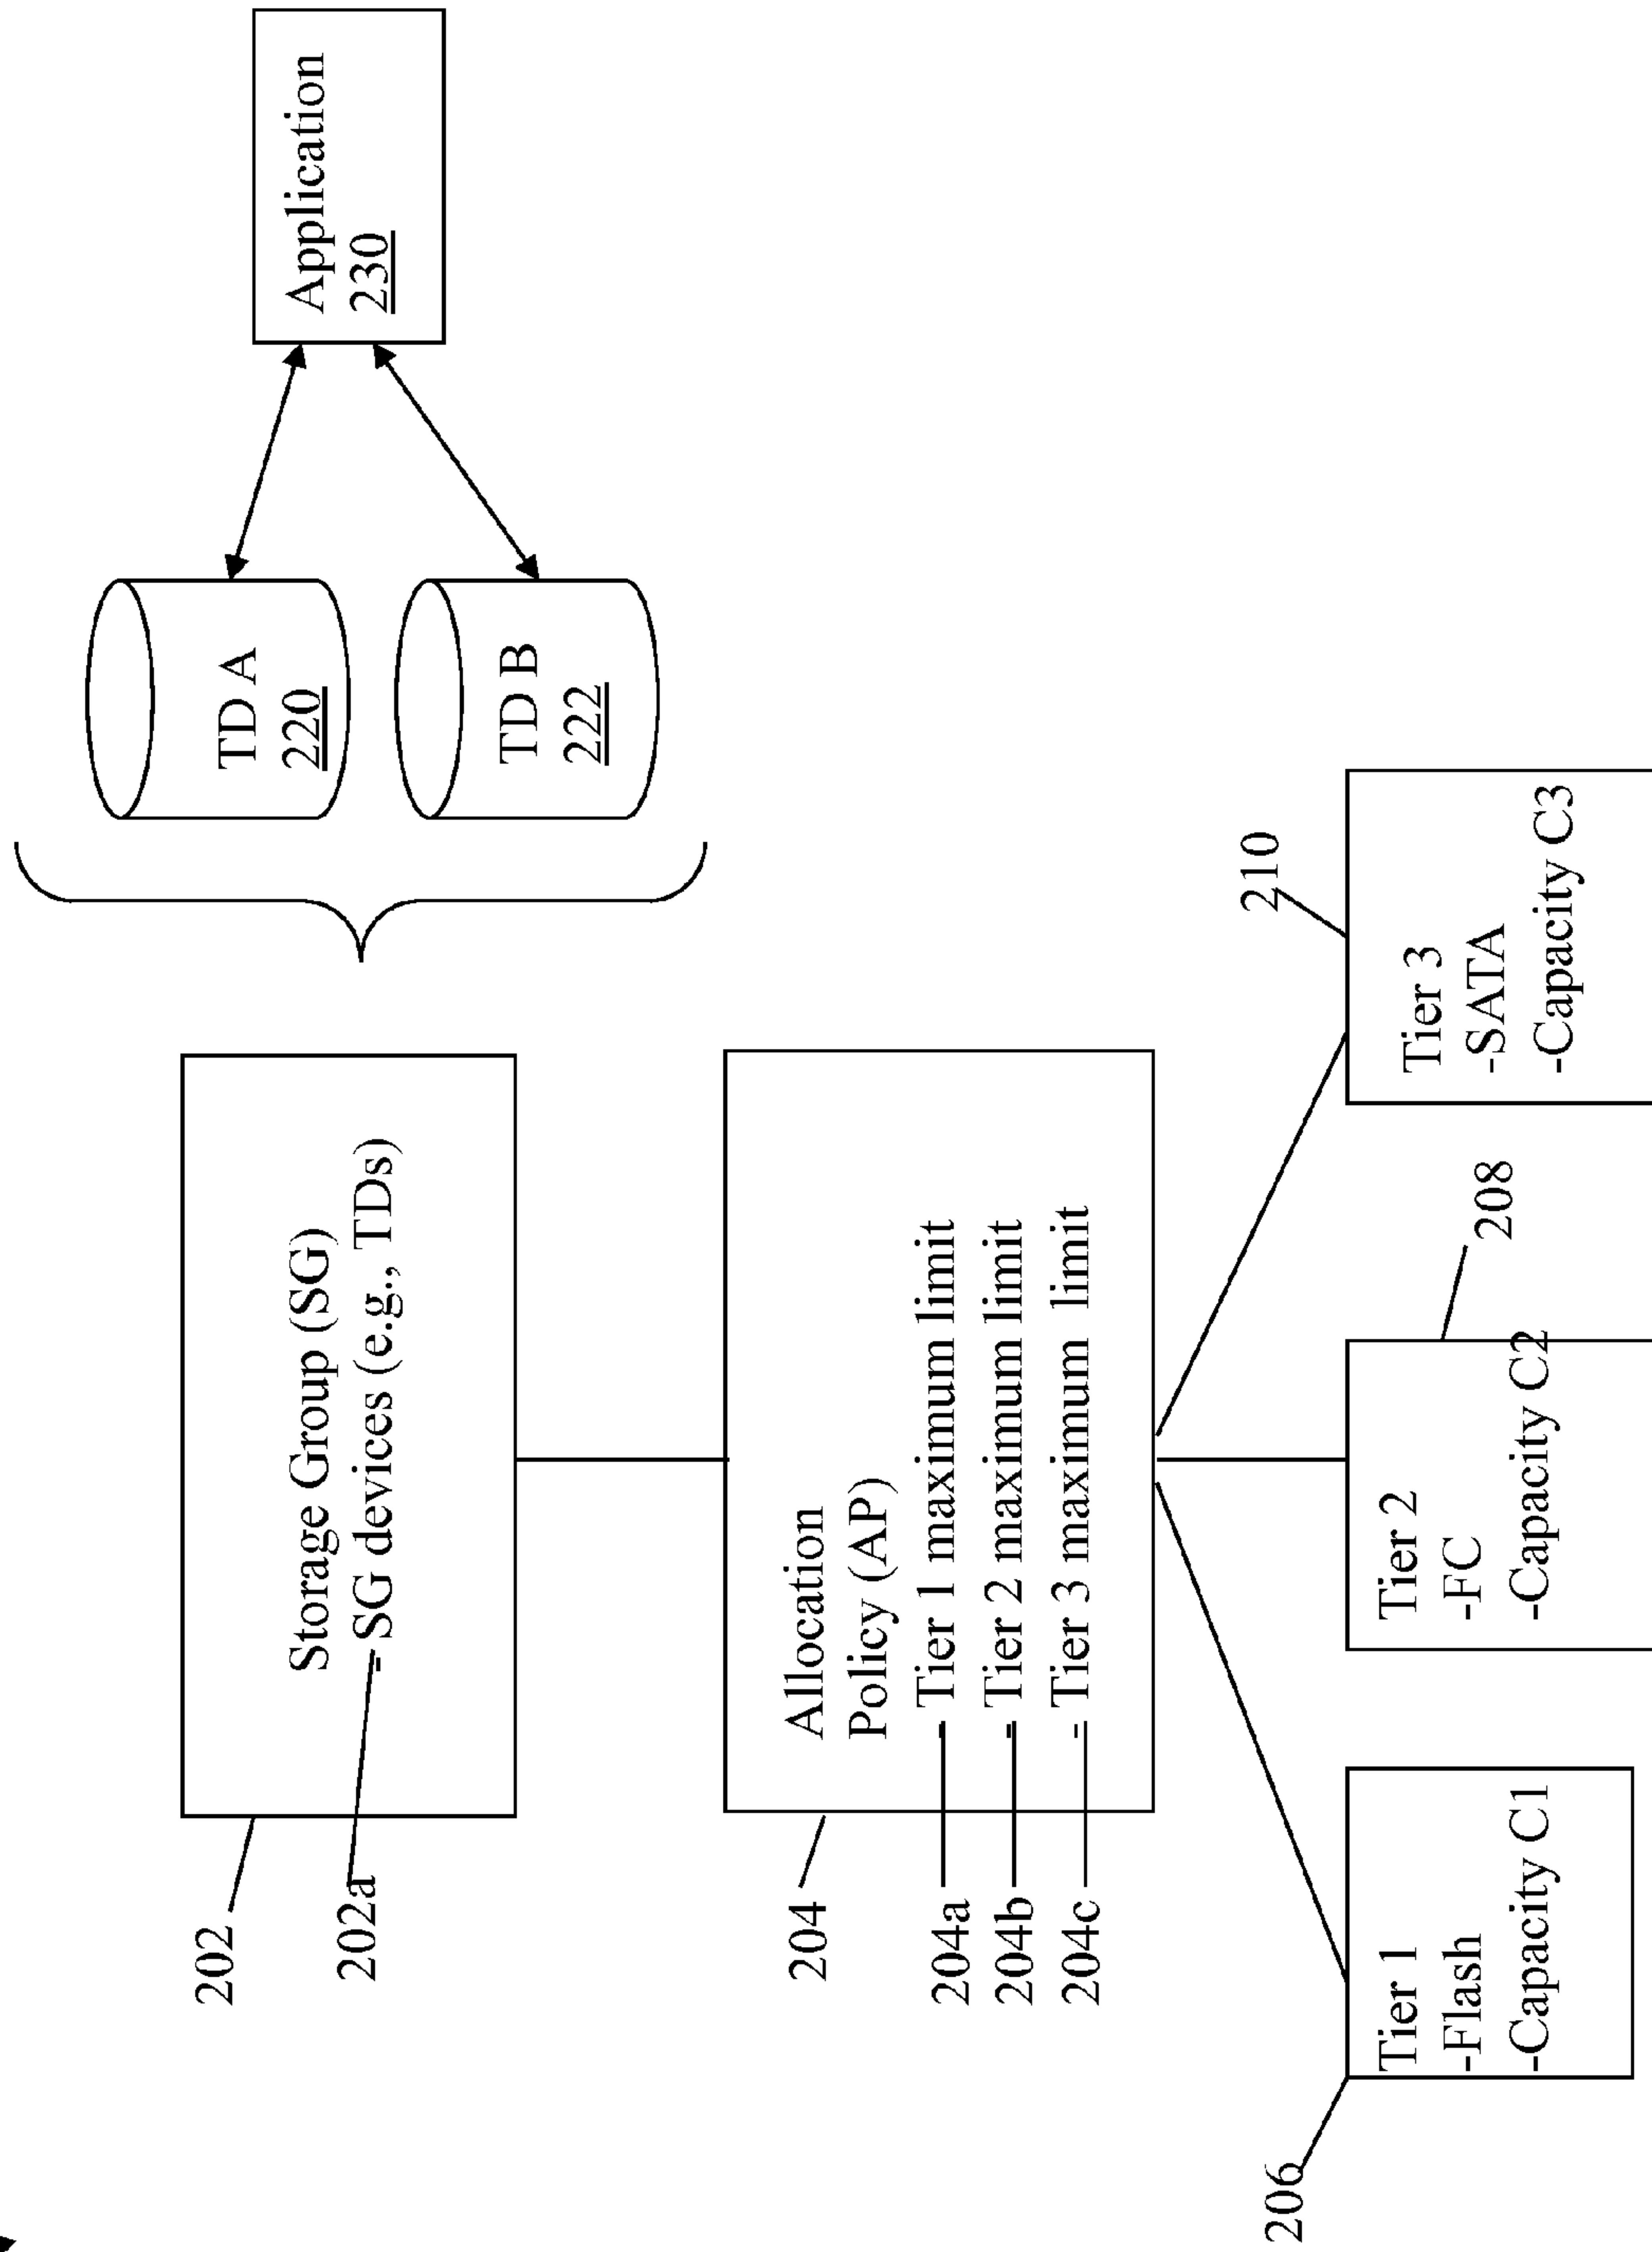 202
Storage Group (SG)
202a
- SG devices (e.g., TDs)
TD A
220
TD B
222
Application
230
204
Allocation
Policy (AP)
204a
-Tier 1 maximum limit
204b
- Tier 2 maximum limit
204c
- Tier 3 maximum limit
206
Tier 1
-Flash
-Capacity C1
208
Tier 2
-FC
-Capacity C2
210
Tier 3
-SATA
-Capacity C3